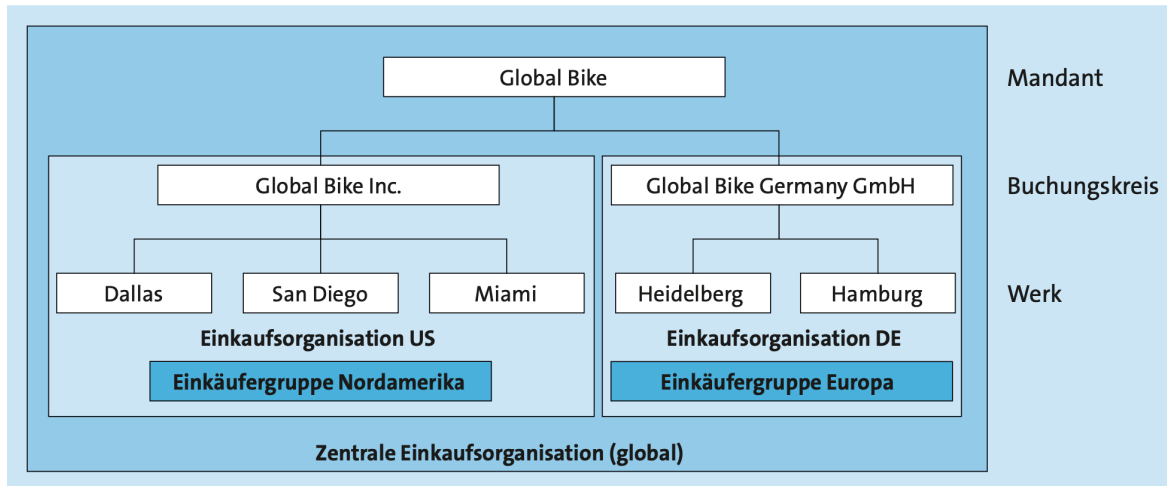 Global Bike
Mandant
Global Bike Inc.
Global Bike Germany GmbH
Buchungskreis
Dallas
San Diego
Miami
Heidelberg
Hamburg
Werk
Einkaufsorganisation US
Einkaufsorganisation DE
Einkäufergruppe Nordamerika
Einkäufergruppe Europa
Zentrale Einkaufsorganisation (global)